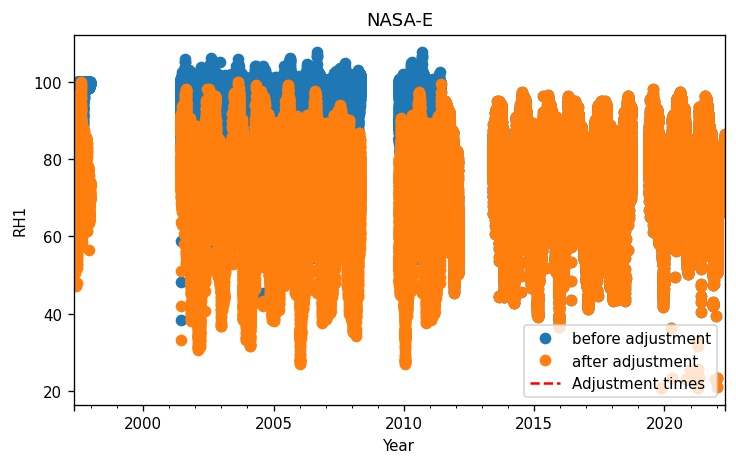 NASA-E
RH1
100
80
60
40
20
before adjustment
after adjustment
Adjustment times
2000 2005 2010 2015 2020
Year